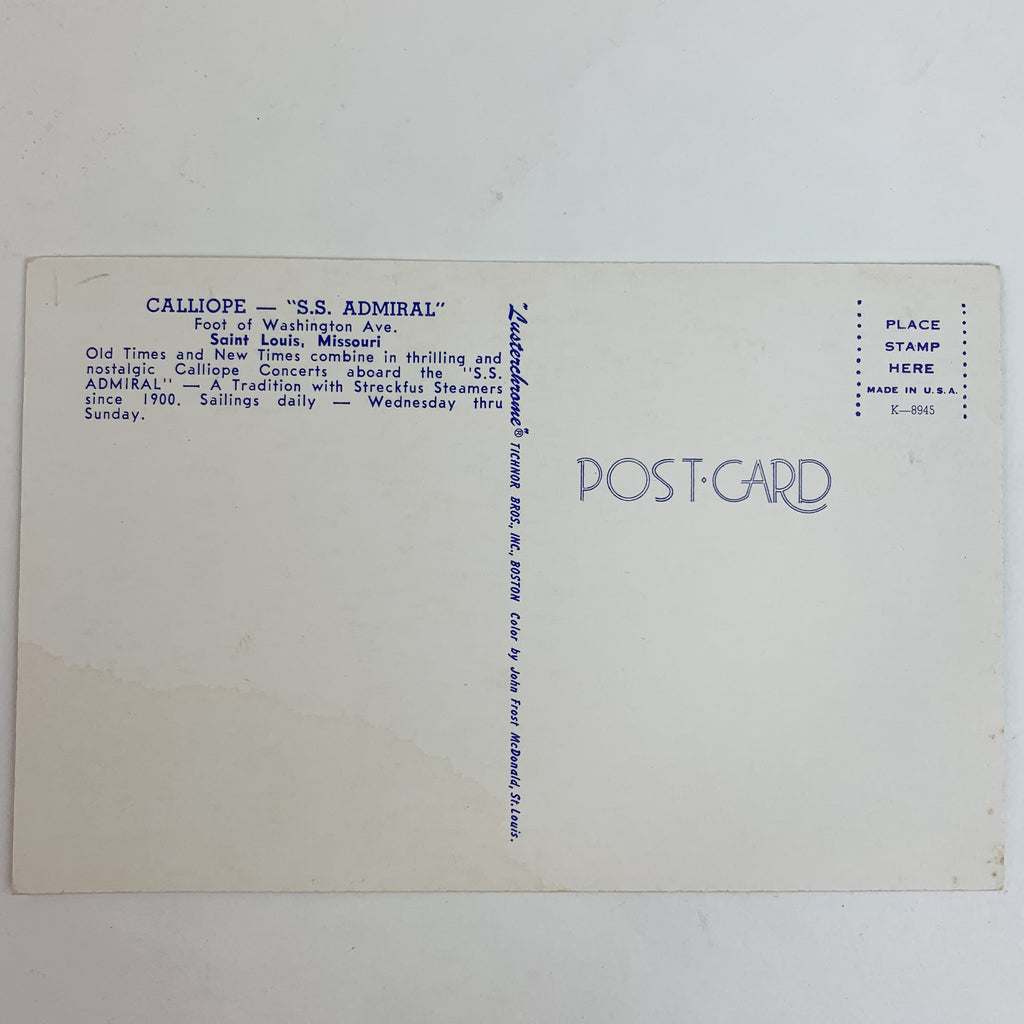 CALLIOPE — "S.S. ADMIRAL"
Foot of Washington Ave.
Saint Louis, Missouri
Old Times and New Times combine in thrilling and
nostalgic Calliope Concerts aboard the "S.S.
ADMIRAL" — A Tradition with Streckfus Steamers
since 1900. Sailings daily — Wednesday thru
Sunday.
"Lusterchrome"® TICHNOR BROS., INC., BOSTON Color by John Frost McDonald, St. Louis.
PLACE
STAMP
HERE
MADE IN U.S.A.
K—8945
POST·CARD